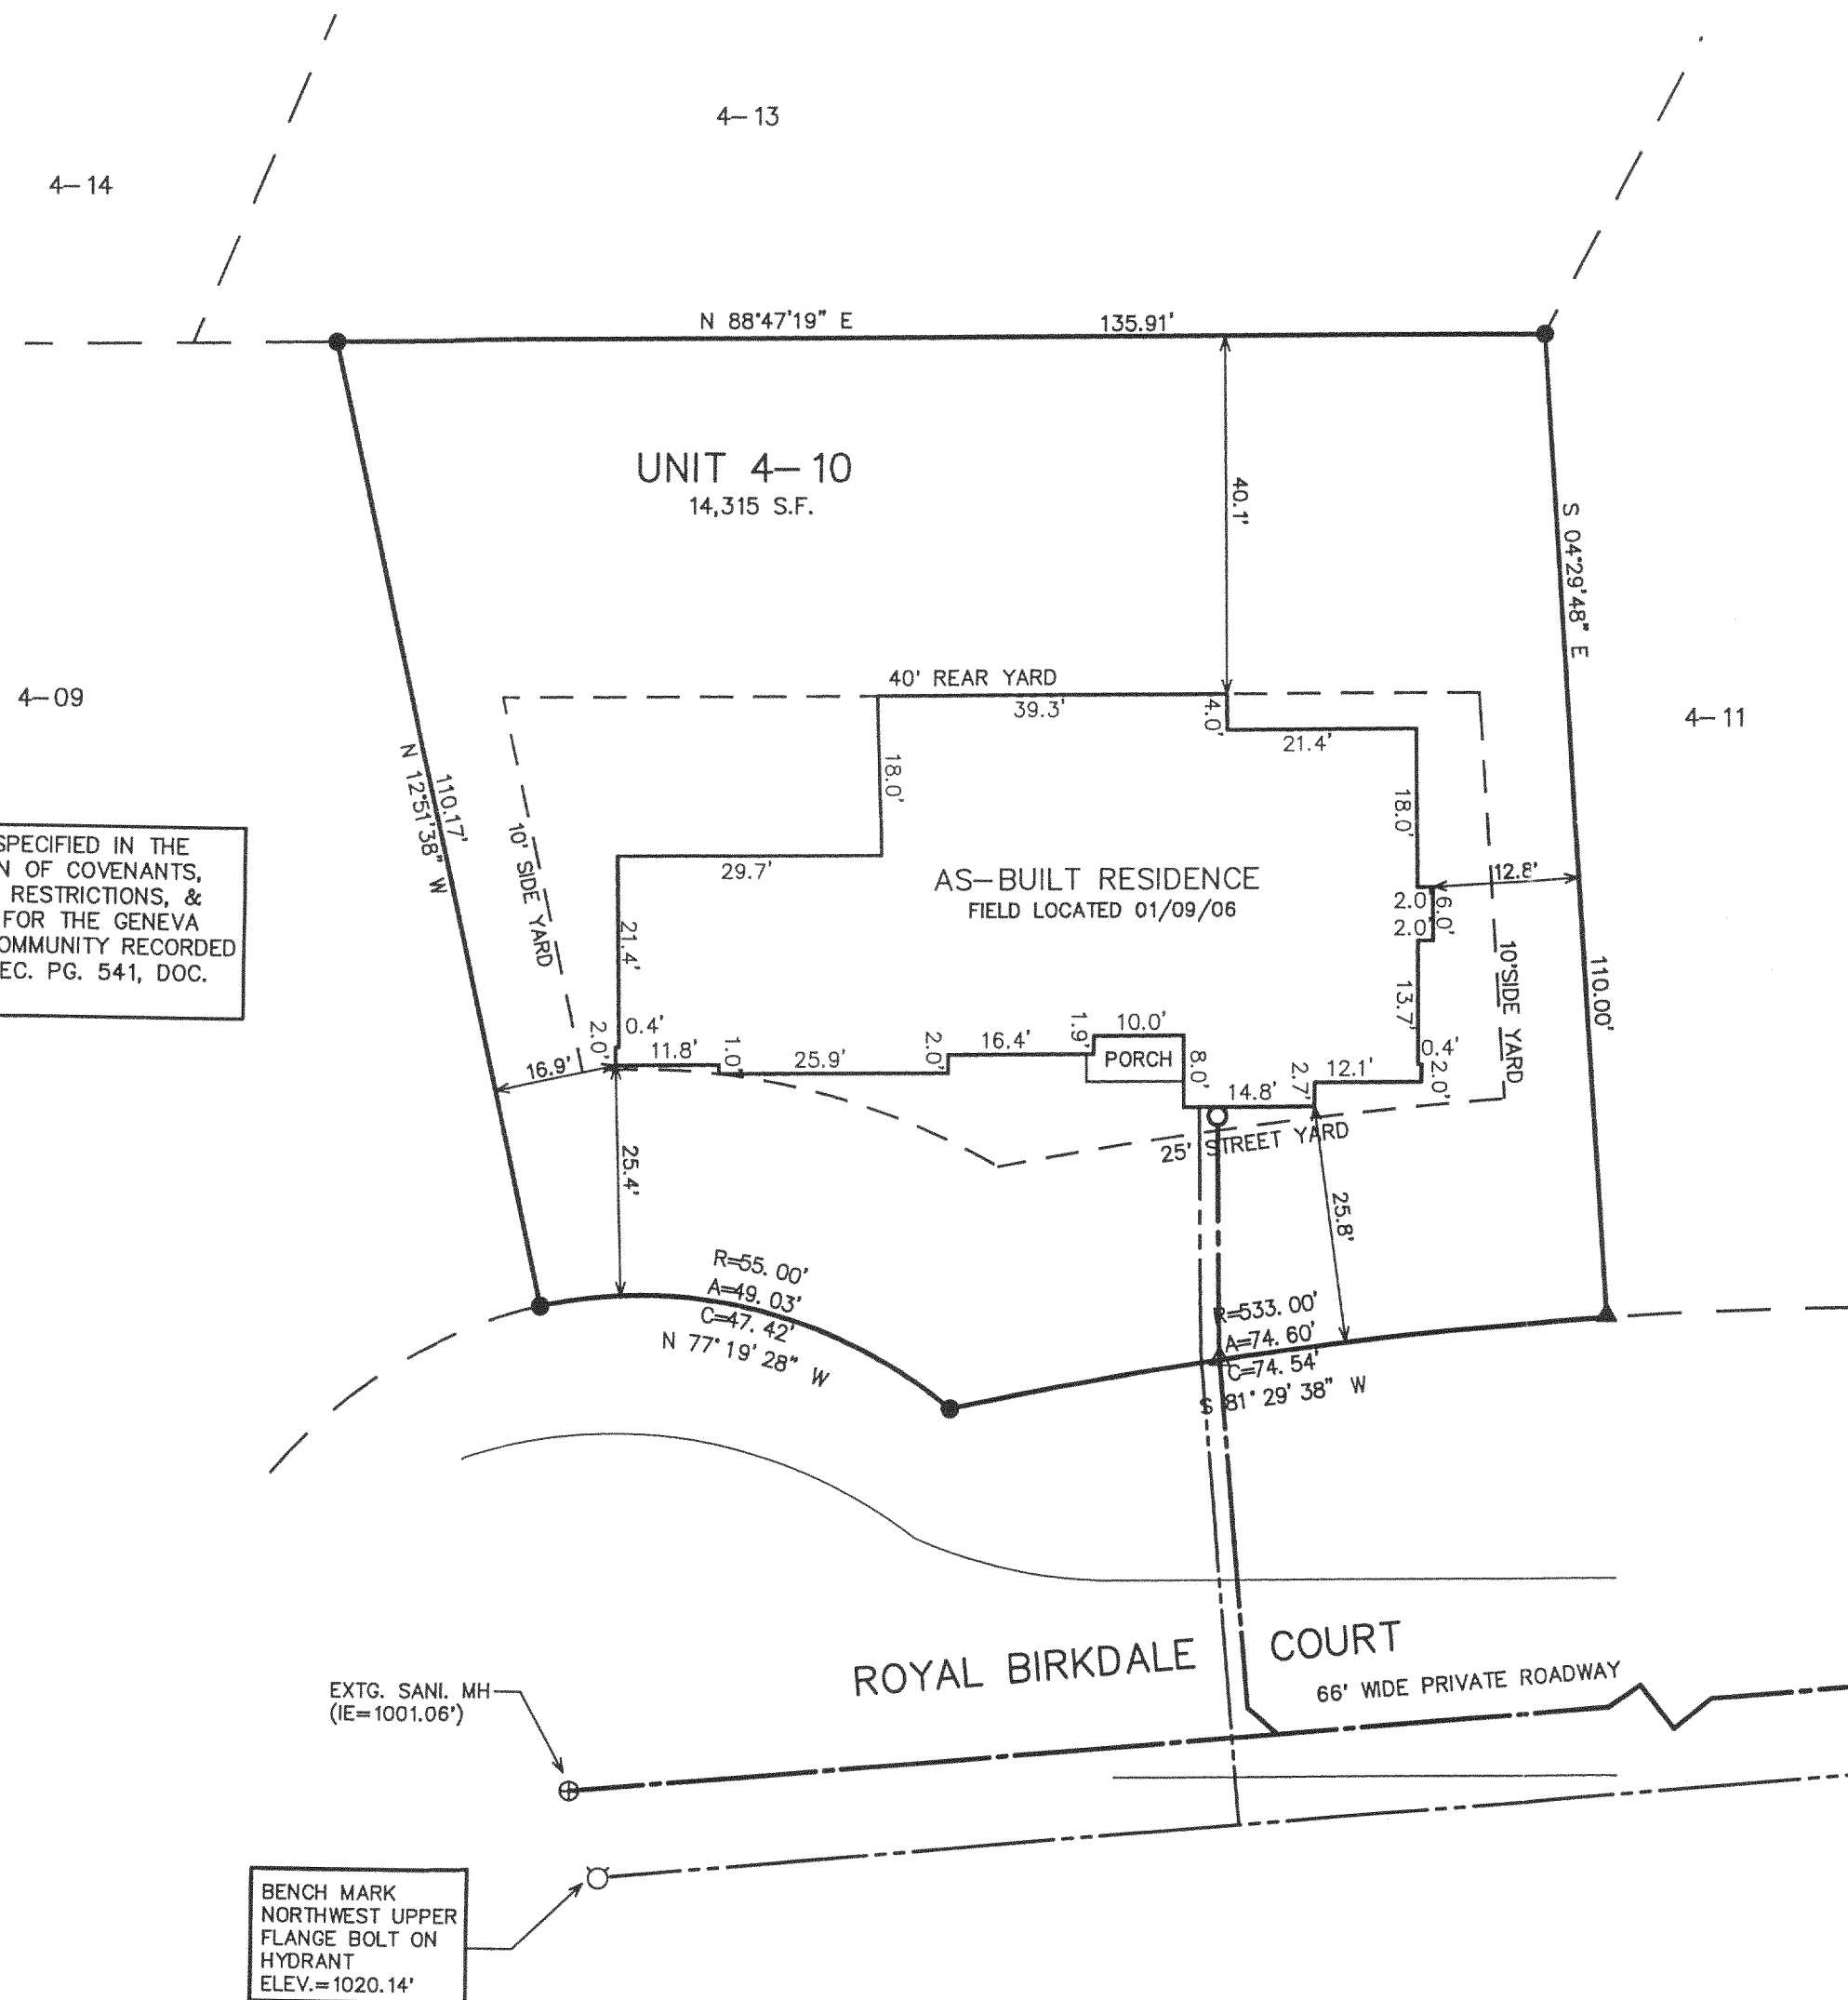 4-13
4-14
N 88°47'19" E
135.91'
UNIT 4-10
14,315 S.F.
40.1'
S 04°29'48" E
110.00'
4-09
4-11
40' REAR YARD
39.3'
4.0'
21.4'
18.0'
18.0'
110.17'
N 12°51'38" W
10' SIDE YARD
SPECIFIED IN THE
N OF COVENANTS,
RESTRICTIONS, &
FOR THE GENEVA
OMMUNITY RECORDED
EC. PG. 541, DOC.
29.7'
AS-BUILT RESIDENCE
FIELD LOCATED 01/09/06
12.8'
2.0'
6.0'
2.0'
21.4'
13.7'
10'SIDE YARD
0.4'
2.0'
11.8'
1.0'
25.9'
2.0'
16.4'
1.9'
10.0'
PORCH
8.0'
14.8'
2.7'
12.1'
0.4'
2.0'
16.9'
25' STREET YARD
25.4'
25.8'
R=55.00'
A=49.03'
C=47.42'
N 77°19'28" W
R=533.00'
A=74.60'
C=74.54'
S 81°29'38" W
ROYAL BIRKDALE COURT
66' WIDE PRIVATE ROADWAY
EXTG. SANI. MH
(IE=1001.06')
BENCH MARK
NORTHWEST UPPER
FLANGE BOLT ON
HYDRANT
ELEV.=1020.14'